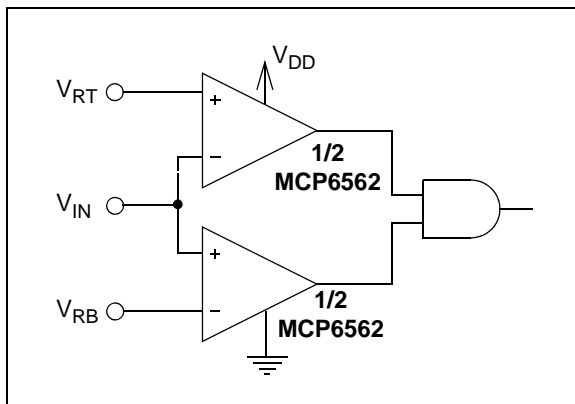 V_DD
V_RT
+
−
1/2
MCP6562
V_IN
+
−
1/2
MCP6562
V_RB